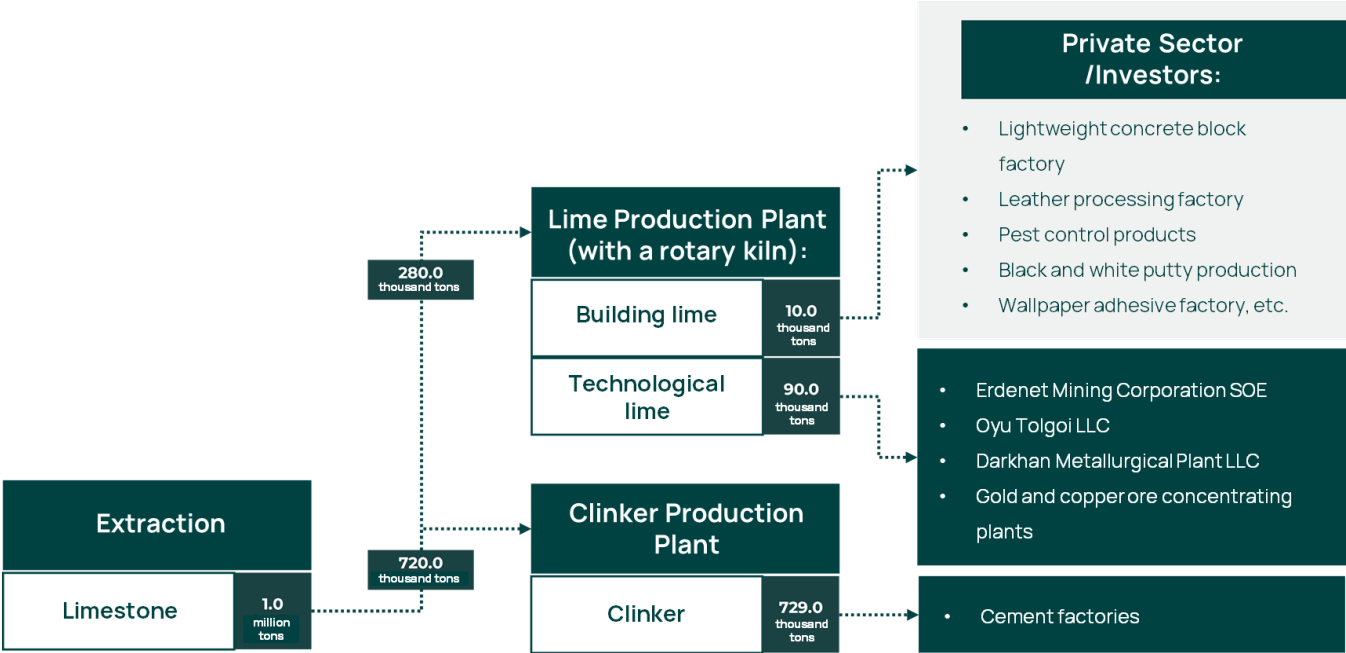 Private Sector
/Investors:
• Lightweight concrete block
factory
• Leather processing factory
• Pest control products
• Black and white putty production
• Wallpaper adhesive factory, etc.
Lime Production Plant
(with a rotary kiln):
280.0
thousand tons
Building lime
10.0
thousand
tons
Technological
lime
90.0
thousand
tons
• Erdenet Mining Corporation SOE
• Oyu Tolgoi LLC
• Darkhan Metallurgical Plant LLC
• Gold and copper ore concentrating
plants
Extraction
Limestone
1.0
million
tons
720.0
thousand tons
Clinker Production
Plant
Clinker
729.0
thousand
tons
• Cement factories